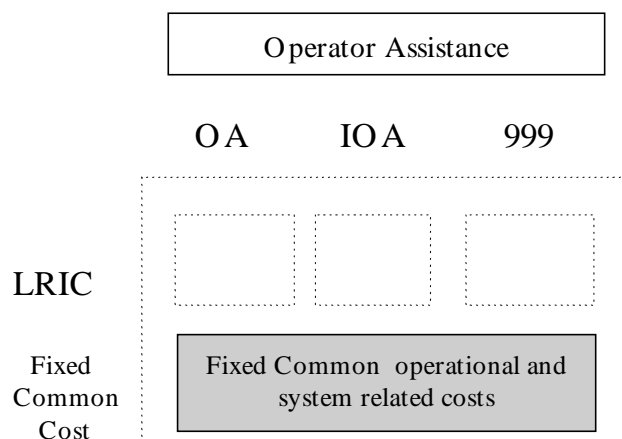 Operator Assistance
OA IOA 999
LRIC
Fixed Common operational and
system related costs
Fixed
Common
Cost